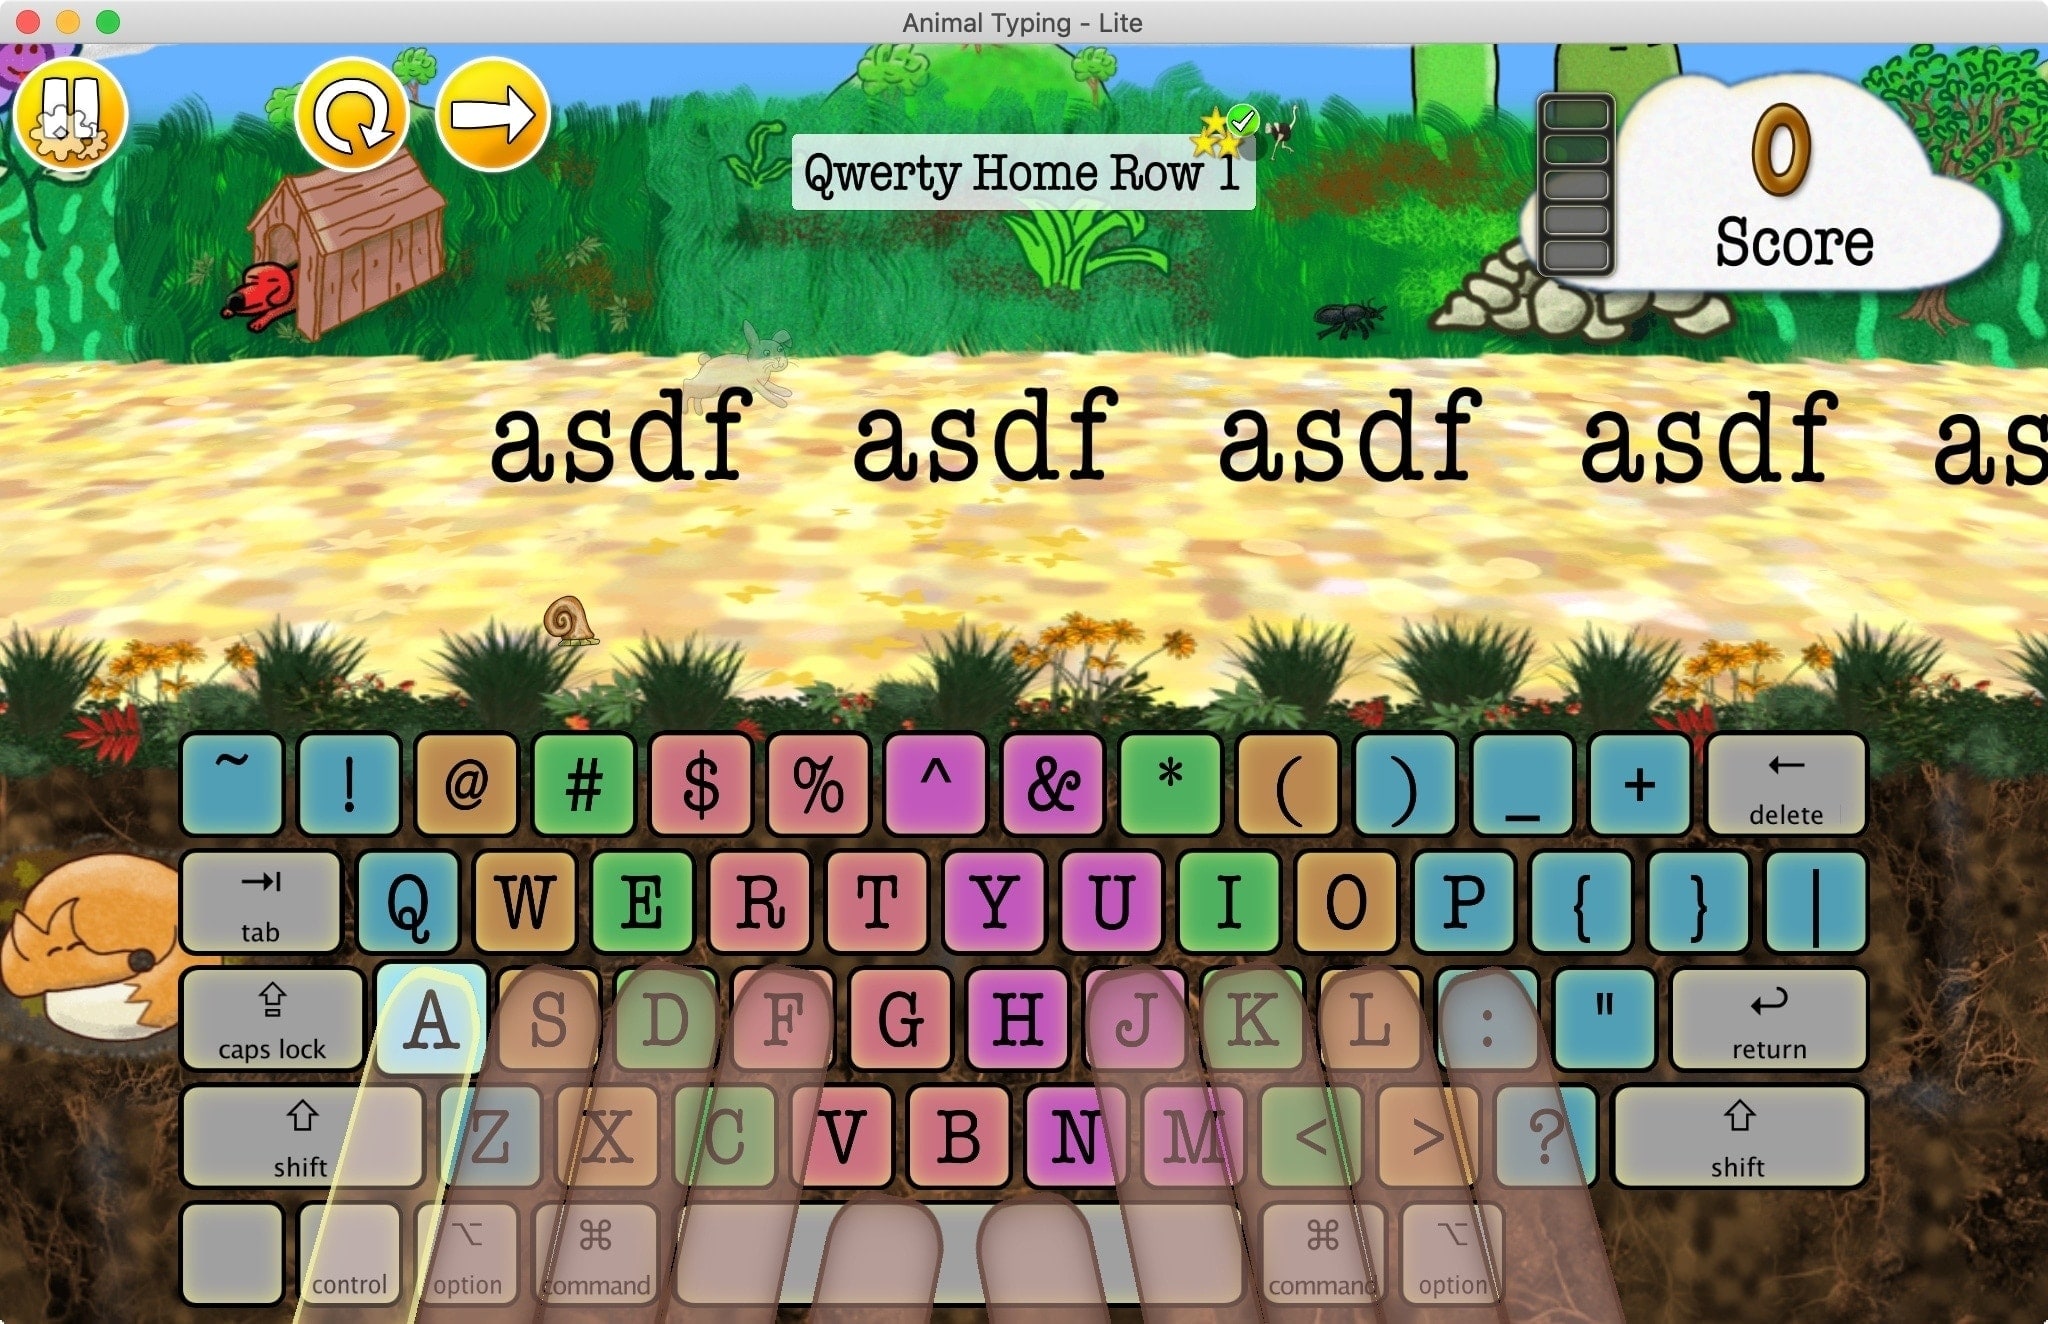 Animal Typing - Lite
Qwerty Home Row 1
0
Score
asdf asdf asdf asdf as
~ ! @ # $ % ^ & * ( ) _ + ← delete
⇥ tab Q W E R T Y U I O P { } |
⇪ caps lock A S D F G H J K L : " ↩ return
⇧ shift Z X C V B N M < > ? ⇧ shift
control ⌥ option ⌘ command ⌘ command ⌥ option